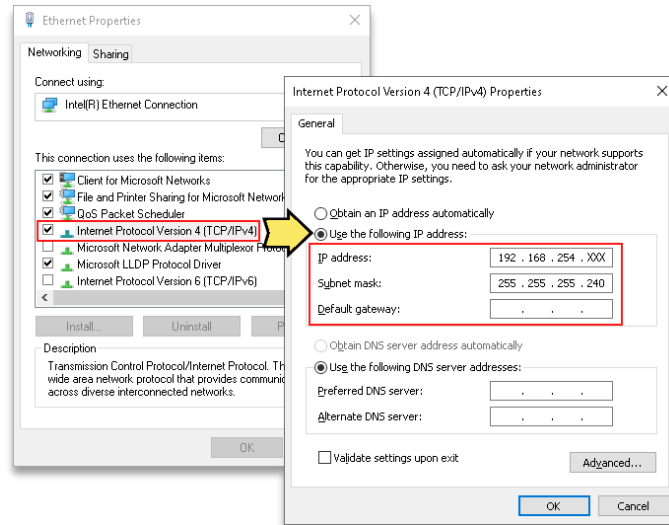 Ethernet Properties
Networking
Sharing
Connect using:
Intel(R) Ethernet Connection
This connection uses the following items:
Client for Microsoft Networks
File and Printer Sharing for Microsoft Network
QoS Packet Scheduler
Internet Protocol Version 4 (TCP/IPv4)
Microsoft Network Adapter Multiplexor
Microsoft LLDP Protocol Driver
Internet Protocol Version 6 (TCP/IPv6)
Install...
Uninstall
P
Description
Transmission Control Protocol/Internet Protocol. Th
wide area network protocol that provides communic
across diverse interconnected networks.
OK
Internet Protocol Version 4 (TCP/IPv4) Properties
General
You can get IP settings assigned automatically if your network supports
this capability. Otherwise, you need to ask your network administrator
for the appropriate IP settings.
Obtain an IP address automatically
Use the following IP address:
IP address:
192 . 168 . 254 . XXX
Subnet mask:
255 . 255 . 255 . 240
Default gateway:
. . .
Obtain DNS server address automatically
Use the following DNS server addresses:
Preferred DNS server:
. . .
Alternate DNS server:
. . .
Validate settings upon exit
Advanced...
OK
Cancel